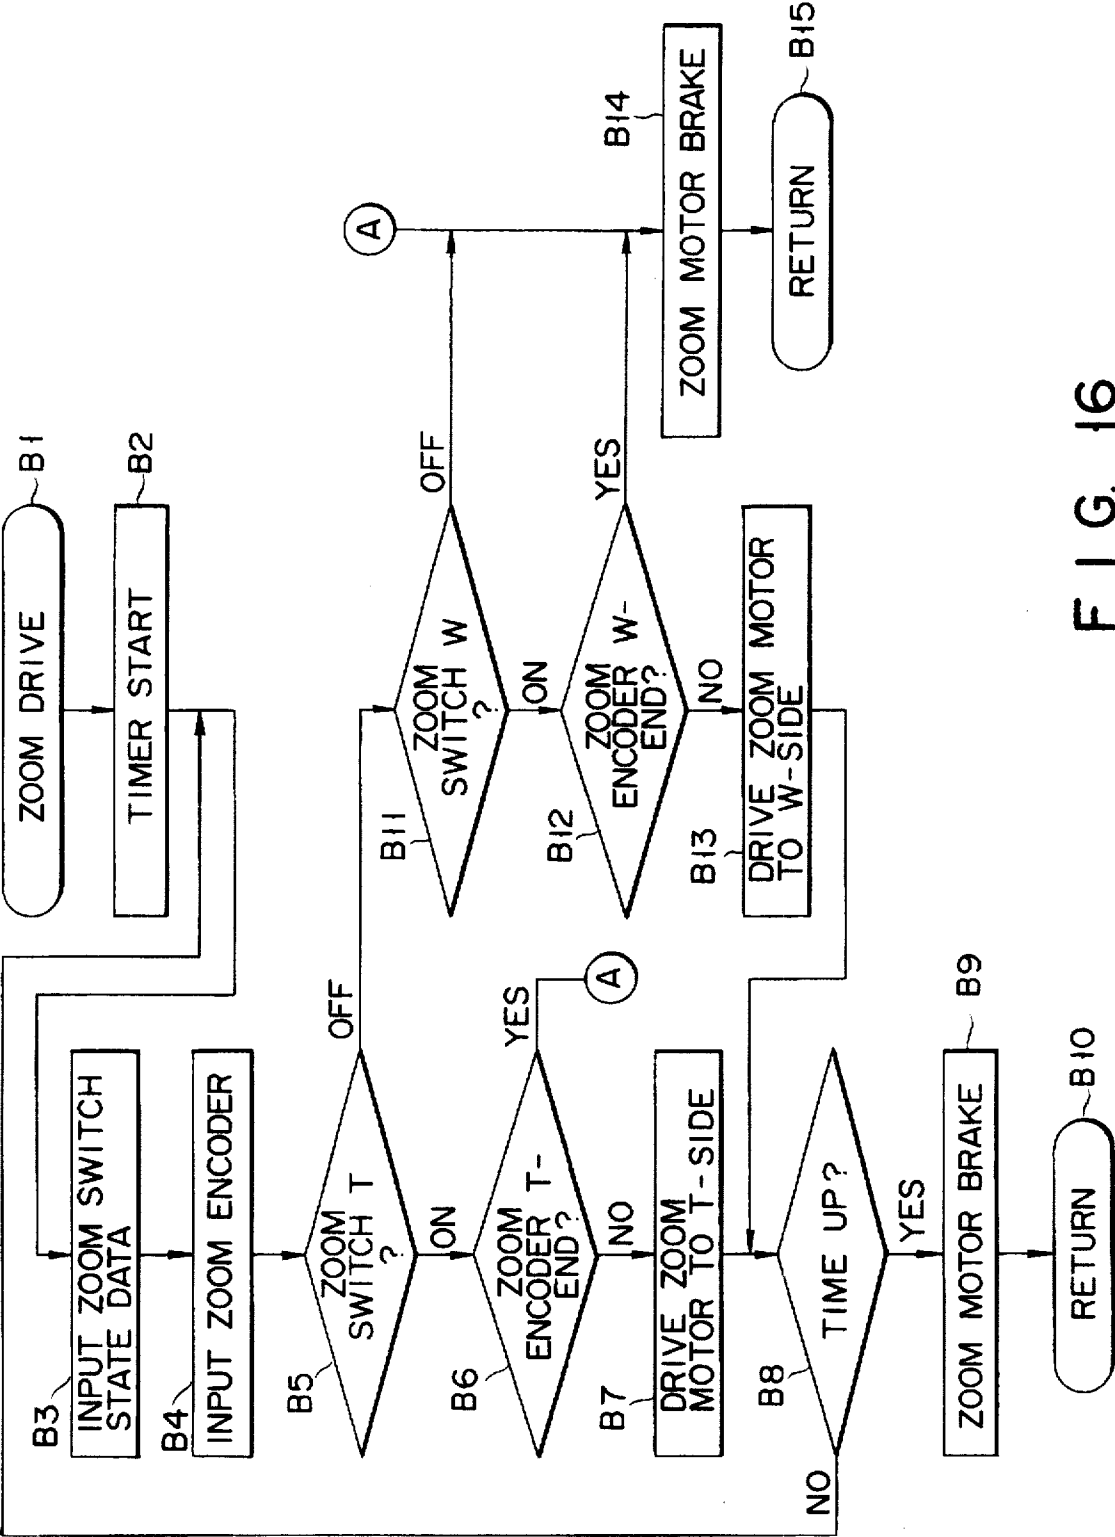 ZOOM DRIVE
B1
TIMER START
B2
B3
INPUT ZOOM SWITCH
STATE DATA
B4
INPUT ZOOM ENCODER
B5
ZOOM
SWITCH T
?
OFF
ON
B6
ZOOM
ENCODER T-
END?
YES
A
NO
B7
DRIVE ZOOM
MOTOR TO T-SIDE
B8
TIME UP?
NO
YES
ZOOM MOTOR BRAKE
B9
RETURN
B10
B11
ZOOM
SWITCH W
?
OFF
ON
B12
ZOOM
ENCODER W-
END?
YES
NO
B13
DRIVE ZOOM MOTOR
TO W-SIDE
A
B14
ZOOM MOTOR BRAKE
RETURN
B15
FIG. 16